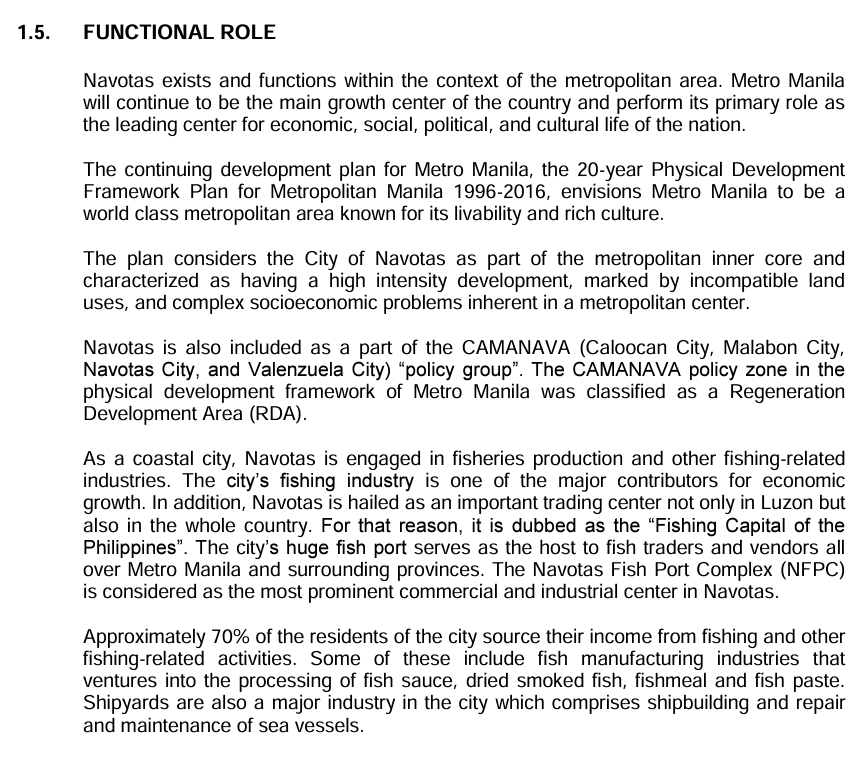 1.5. FUNCTIONAL ROLE
Navotas exists and functions within the context of the metropolitan area. Metro Manila
will continue to be the main growth center of the country and perform its primary role as
the leading center for economic, social, political, and cultural life of the nation.
The continuing development plan for Metro Manila, the 20-year Physical Development
Framework Plan for Metropolitan Manila 1996-2016, envisions Metro Manila to be a
world class metropolitan area known for its livability and rich culture.
The plan considers the City of Navotas as part of the metropolitan inner core and
characterized as having a high intensity development, marked by incompatible land
uses, and complex socioeconomic problems inherent in a metropolitan center.
Navotas is also included as a part of the CAMANAVA (Caloocan City, Malabon City,
Navotas City, and Valenzuela City) “policy group”. The CAMANAVA policy zone in the
physical development framework of Metro Manila was classified as a Regeneration
Development Area (RDA).
As a coastal city, Navotas is engaged in fisheries production and other fishing-related
industries. The city’s fishing industry is one of the major contributors for economic
growth. In addition, Navotas is hailed as an important trading center not only in Luzon but
also in the whole country. For that reason, it is dubbed as the “Fishing Capital of the
Philippines”. The city’s huge fish port serves as the host to fish traders and vendors all
over Metro Manila and surrounding provinces. The Navotas Fish Port Complex (NFPC)
is considered as the most prominent commercial and industrial center in Navotas.
Approximately 70% of the residents of the city source their income from fishing and other
fishing-related activities. Some of these include fish manufacturing industries that
ventures into the processing of fish sauce, dried smoked fish, fishmeal and fish paste.
Shipyards are also a major industry in the city which comprises shipbuilding and repair
and maintenance of sea vessels.